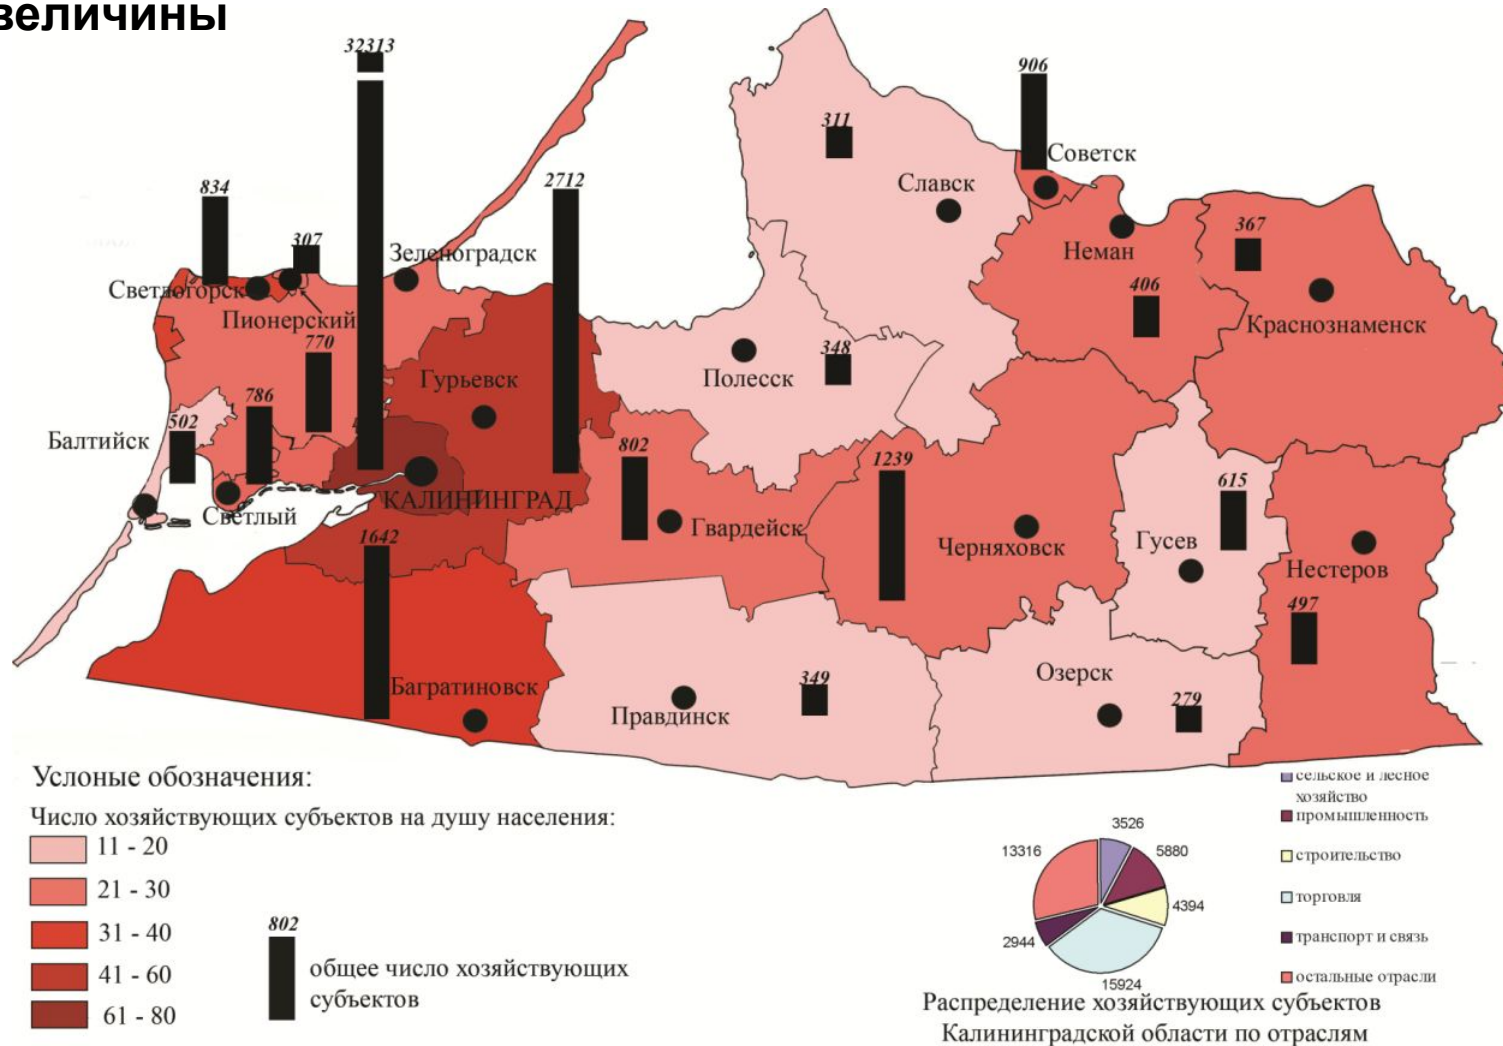 величины
32313
906
311
Советск
834
2712
Славск
307
Зеленоградск
367
Неман
Светлогорск
406
Пионерский
Краснознаменск
770
348
Гурьевск
Полесск
786
502
Балтийск
802
1239
615
КАЛИНИНГРАД
Светлый
Гвардейск
1642
Черняховск
Гусев
Нестеров
497
Озерск
349
Багратиновск
279
Правдинск
Услоные обозначения:
Число хозяйствующих субъектов на душу населения:
11 - 20
21 - 30
31 - 40
41 - 60
61 - 80
802
общее число хозяйствующих
субъектов
сельское и лесное
хозяйство
промышленность
строительство
торговля
транспорт и связь
остальные отрасли
3526
13316
5880
4394
2944
15924
Распределение хозяйствующих субъектов
Калининградской области по отраслям